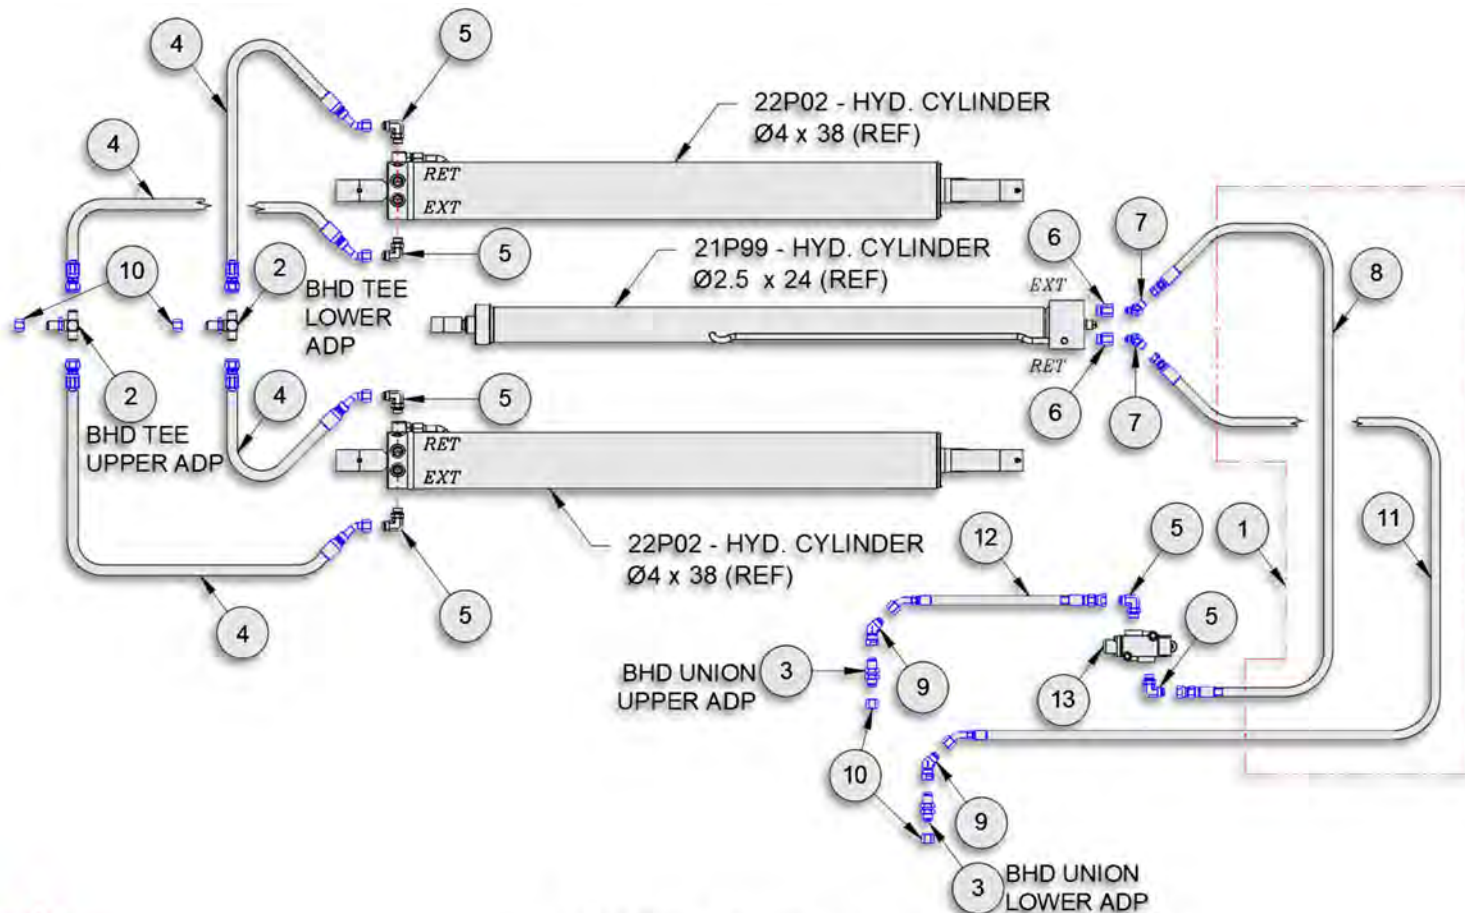 4
5
22P02 - HYD. CYLINDER
Ø4 x 38 (REF)
4
RET
EXT
5
21P99 - HYD. CYLINDER
Ø2.5 x 24 (REF)
6
7
EXT
8
10
2
BHD TEE
LOWER
ADP
RET
6
7
2
BHD TEE
UPPER ADP
4
5
RET
EXT
22P02 - HYD. CYLINDER
Ø4 x 38 (REF)
12
5
1
11
4
5
5
BHD UNION
UPPER ADP
3
9
13
10
9
3
BHD UNION
LOWER ADP